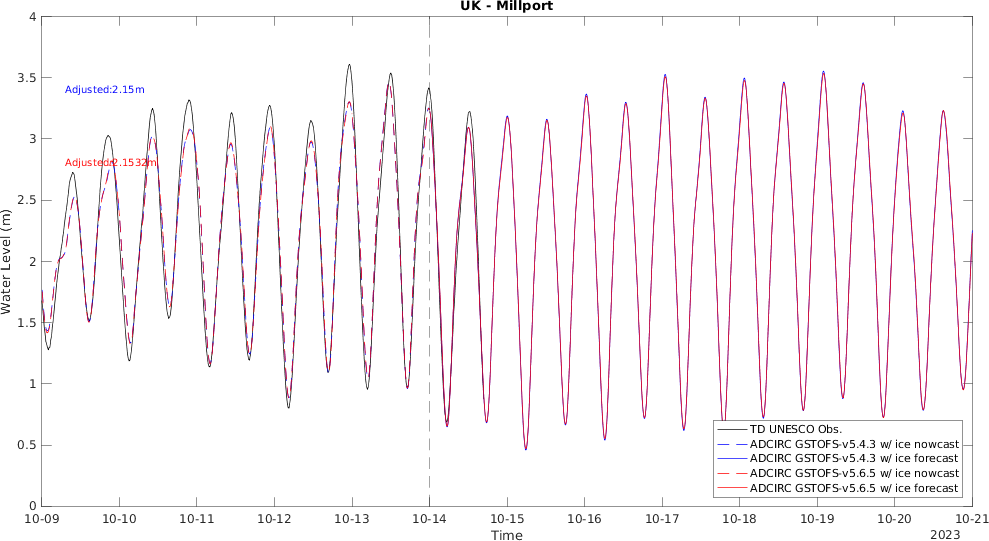 UK - Millport
4
3.5
3
2.5
2
1.5
1
0.5
0
Water Level (m)
Adjusted:2.15m
Adjusted:2.1532m
TD UNESCO Obs.
ADCIRC GSTOFS-v5.4.3 w/ ice nowcast
ADCIRC GSTOFS-v5.4.3 w/ ice forecast
ADCIRC GSTOFS-v5.6.5 w/ ice nowcast
ADCIRC GSTOFS-v5.6.5 w/ ice forecast
10-09 10-10 10-11 10-12 10-13 10-14 10-15 10-16 10-17 10-18 10-19 10-20 10-21
Time
2023